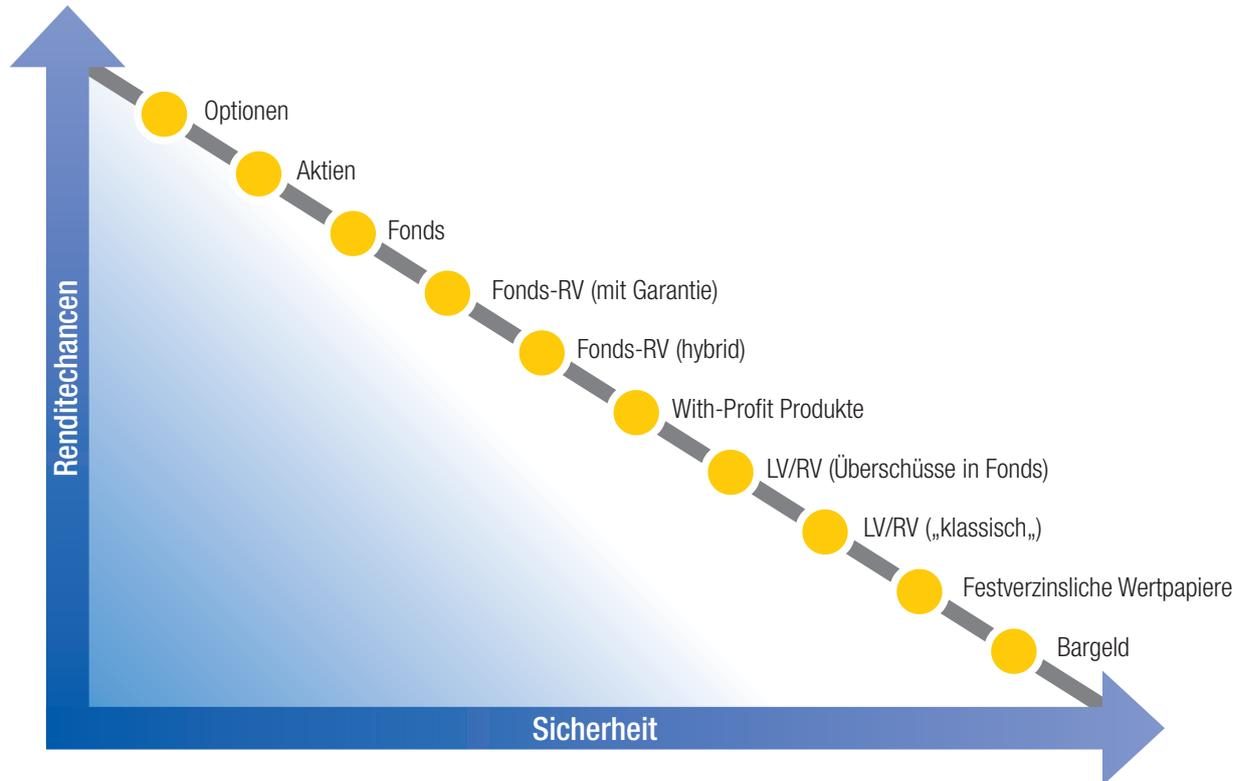 Optionen
Aktien
Fonds
Fonds-RV (mit Garantie)
Fonds-RV (hybrid)
With-Profit Produkte
LV/RV (Überschüsse in Fonds)
LV/RV („klassisch„)
Festverzinsliche Wertpapiere
Bargeld
Renditechancen
Sicherheit